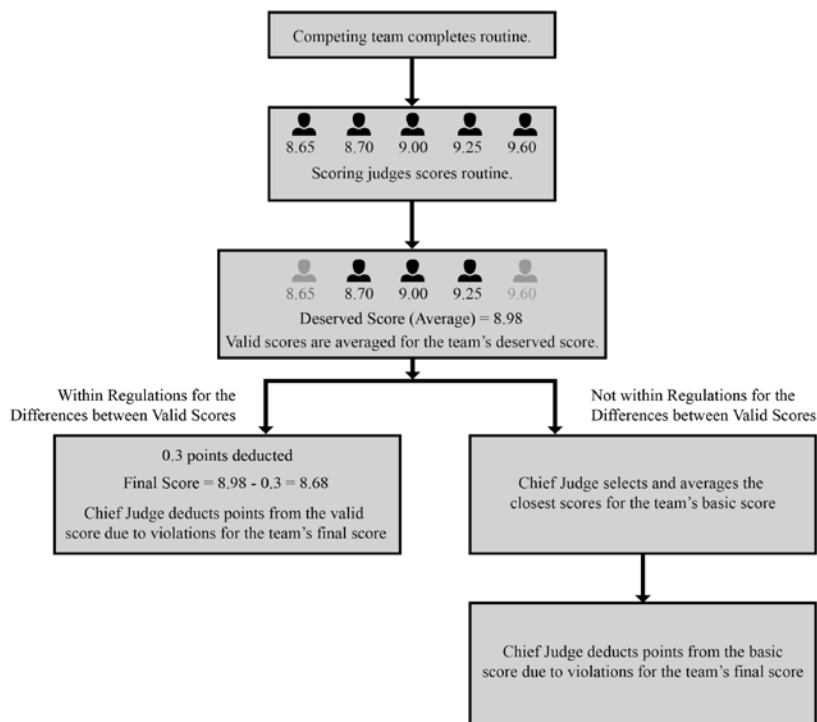 Competing team completes routine.
8.65 8.70 9.00 9.25 9.60
Scoring judges scores routine.
8.65 8.70 9.00 9.25 9.60
Deserved Score (Average) = 8.98
Valid scores are averaged for the team's deserved score.
Within Regulations for the
Differences between Valid Scores
Not within Regulations for the
Differences between Valid Scores
0.3 points deducted
Final Score = 8.98 - 0.3 = 8.68
Chief Judge deducts points from the valid
score due to violations for the team's final score
Chief Judge selects and averages the
closest scores for the team's basic score
Chief Judge deducts points from the basic
score due to violations for the team's final score